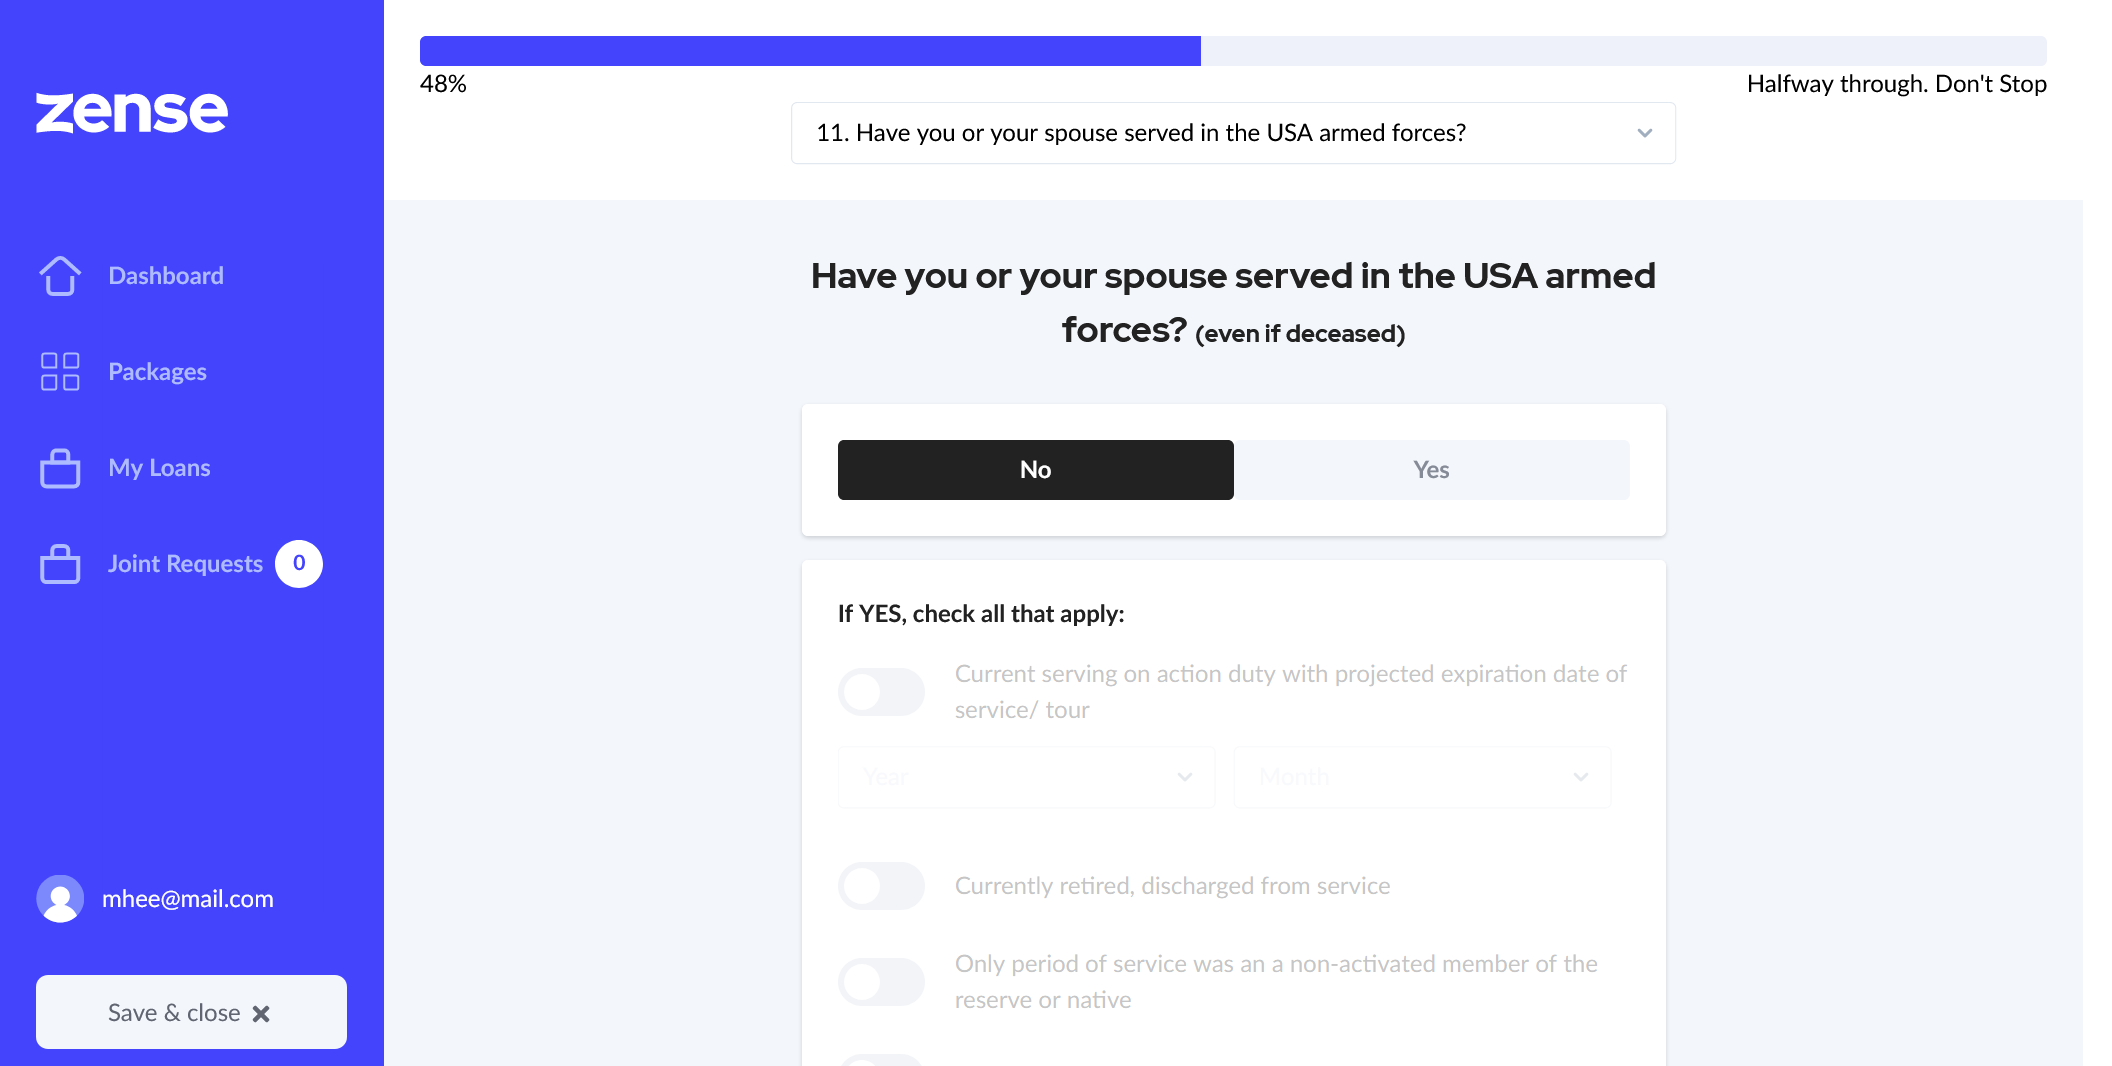 zense
Dashboard
Packages
My Loans
Joint Requests 0
mhee@mail.com
Save & close
48%
Halfway through. Don't Stop
11. Have you or your spouse served in the USA armed forces?
Have you or your spouse served in the USA armed
forces? (even if deceased)
No
Yes
If YES, check all that apply:
Current serving on action duty with projected expiration date of
service/ tour
Year
Month
Currently retired, discharged from service
Only period of service was an a non-activated member of the
reserve or native